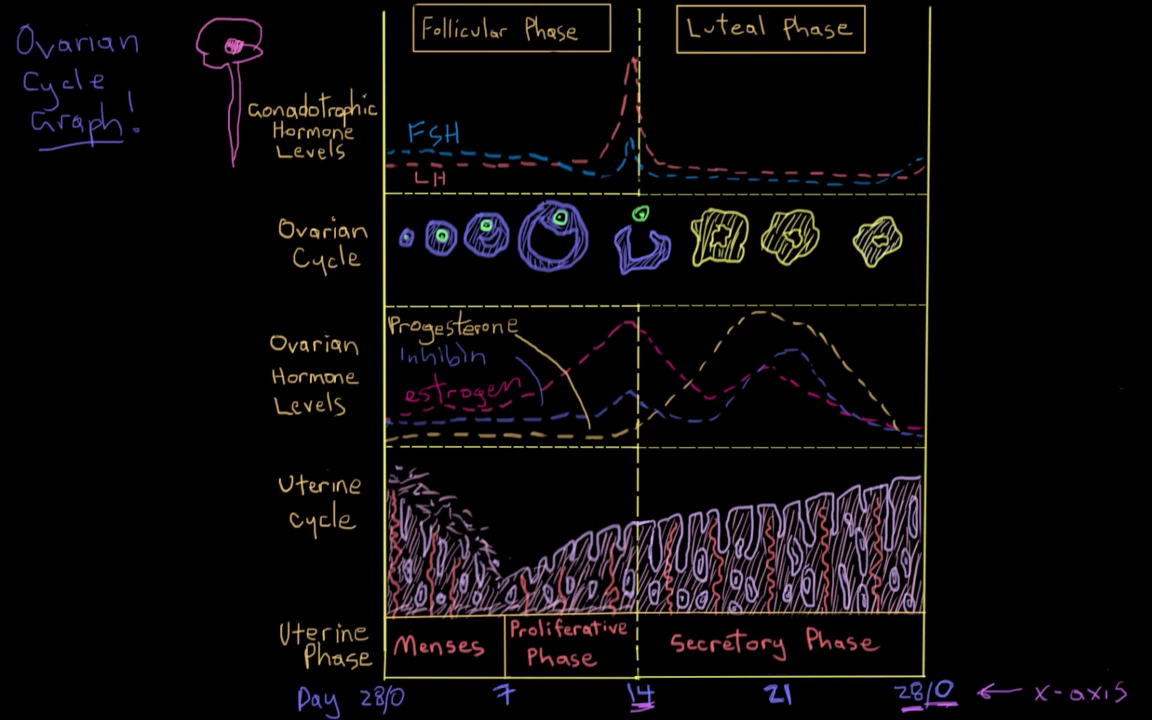 Ovarian
Cycle
Graph!
Follicular Phase
Luteal Phase
Gonadotrophic
Hormone
Levels
FSH
LH
Ovarian
Cycle
Ovarian
Hormone
Levels
Progesterone
Inhibin
estrogen
Uterine
cycle
Uterine
Phase
Menses
Proliferative
Phase
Secretory Phase
Day 28/0 7 14 21 28/0 ← x-axis